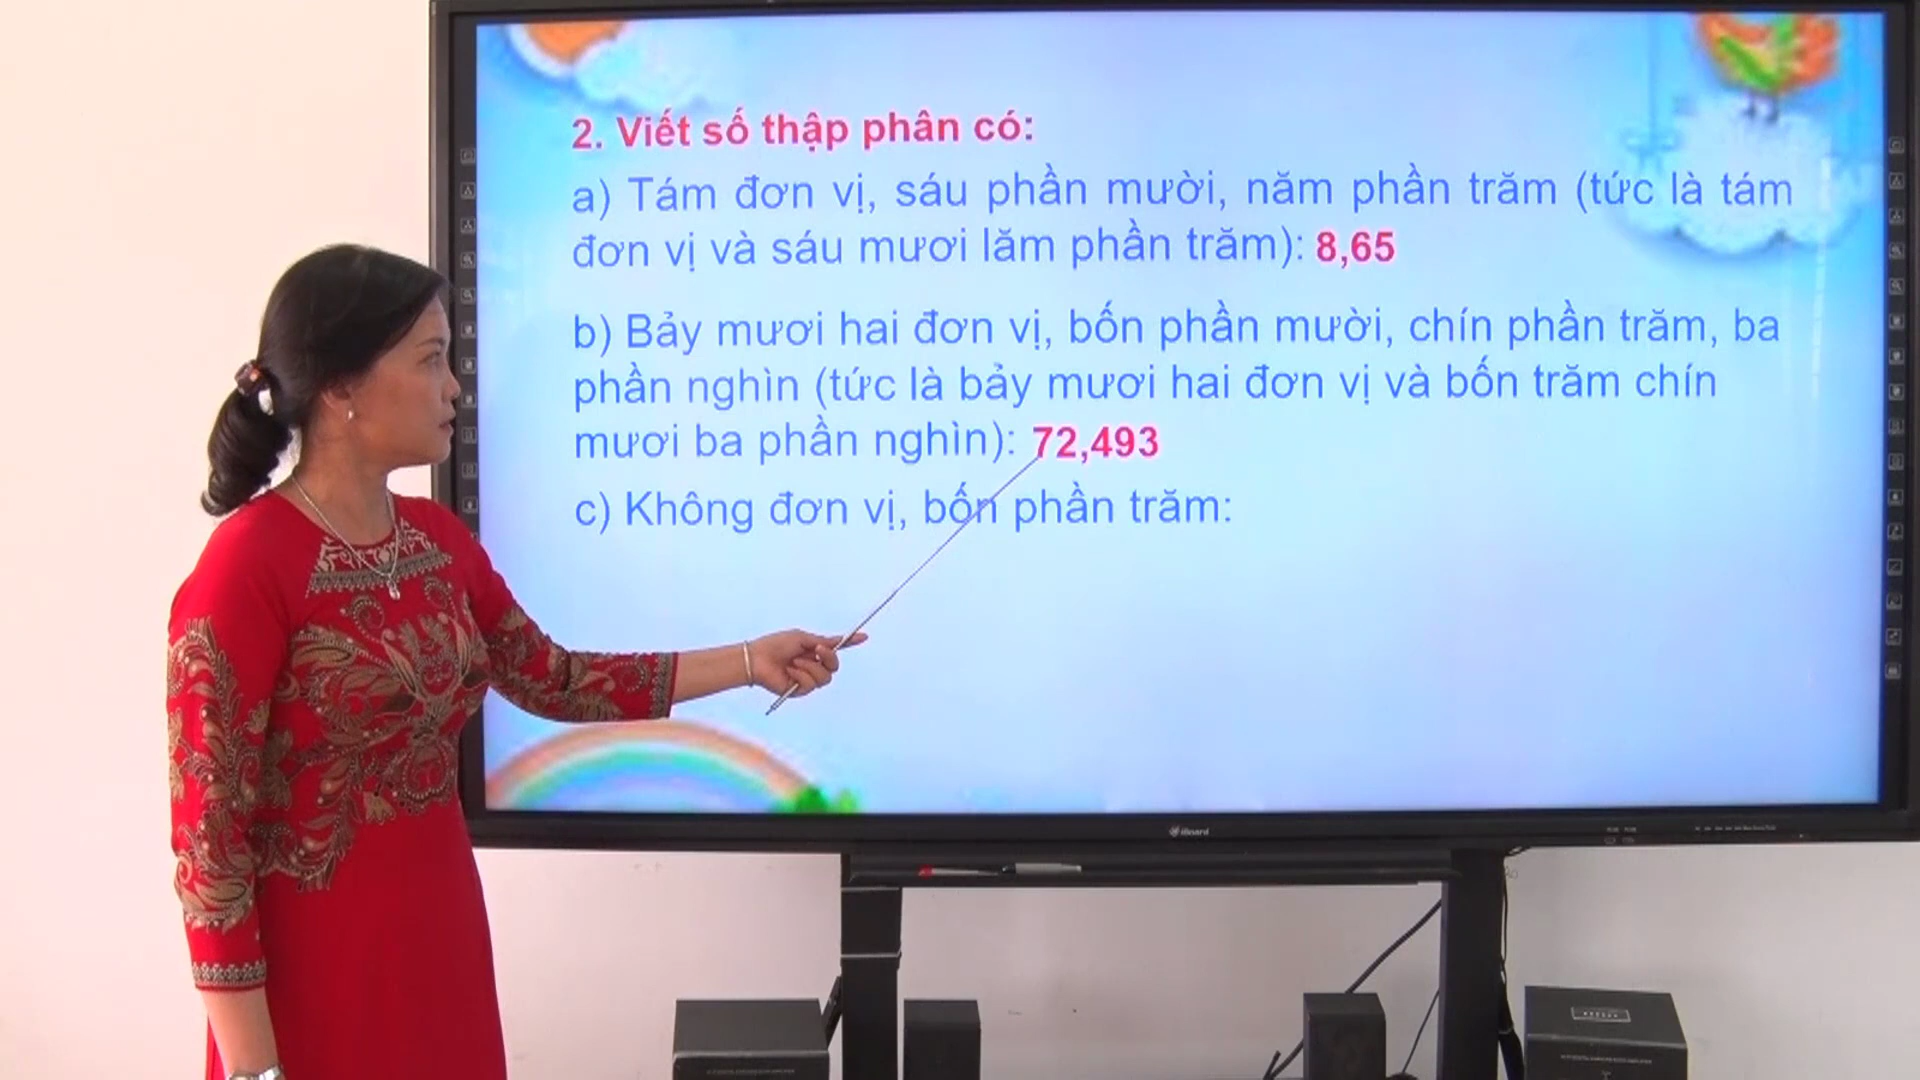 2. Viết số thập phân có:
a) Tám đơn vị, sáu phần mười, năm phần trăm (tức là tám
đơn vị và sáu mươi lăm phần trăm): 8,65
b) Bảy mươi hai đơn vị, bốn phần mười, chín phần trăm, ba
phần nghìn (tức là bảy mươi hai đơn vị và bốn trăm chín
mươi ba phần nghìn): 72,493
c) Không đơn vị, bốn phần trăm: